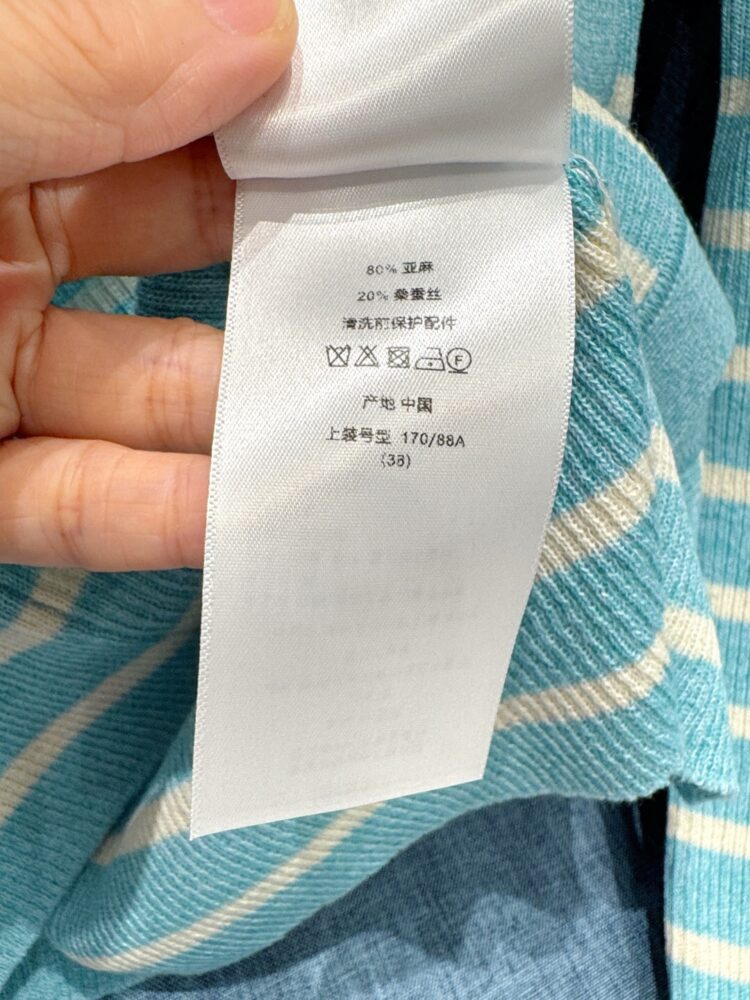 80% 亚麻
20% 桑蚕丝
清洗前保护配件
F
产地 中国
上装号型 170/88A
(38)